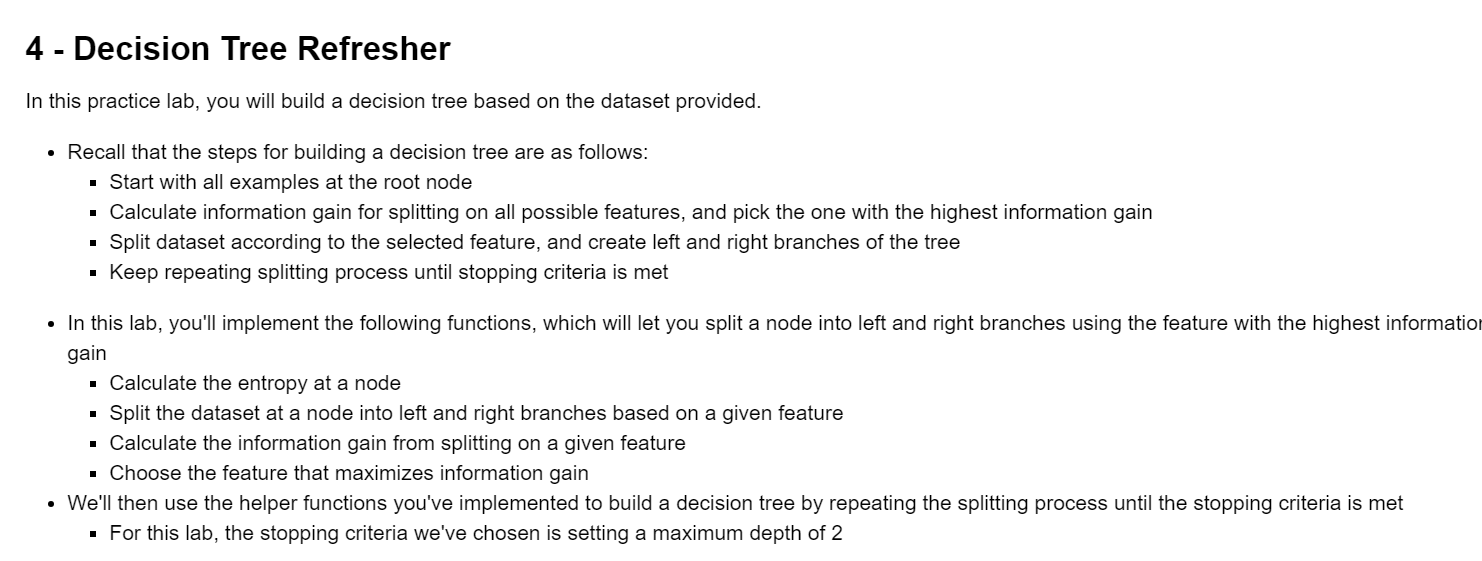 4 - Decision Tree Refresher
In this practice lab, you will build a decision tree based on the dataset provided.
• Recall that the steps for building a decision tree are as follows:
▪ Start with all examples at the root node
▪ Calculate information gain for splitting on all possible features, and pick the one with the highest information gain
▪ Split dataset according to the selected feature, and create left and right branches of the tree
▪ Keep repeating splitting process until stopping criteria is met
• In this lab, you'll implement the following functions, which will let you split a node into left and right branches using the feature with the highest information
gain
▪ Calculate the entropy at a node
▪ Split the dataset at a node into left and right branches based on a given feature
▪ Calculate the information gain from splitting on a given feature
▪ Choose the feature that maximizes information gain
• We'll then use the helper functions you've implemented to build a decision tree by repeating the splitting process until the stopping criteria is met
▪ For this lab, the stopping criteria we've chosen is setting a maximum depth of 2